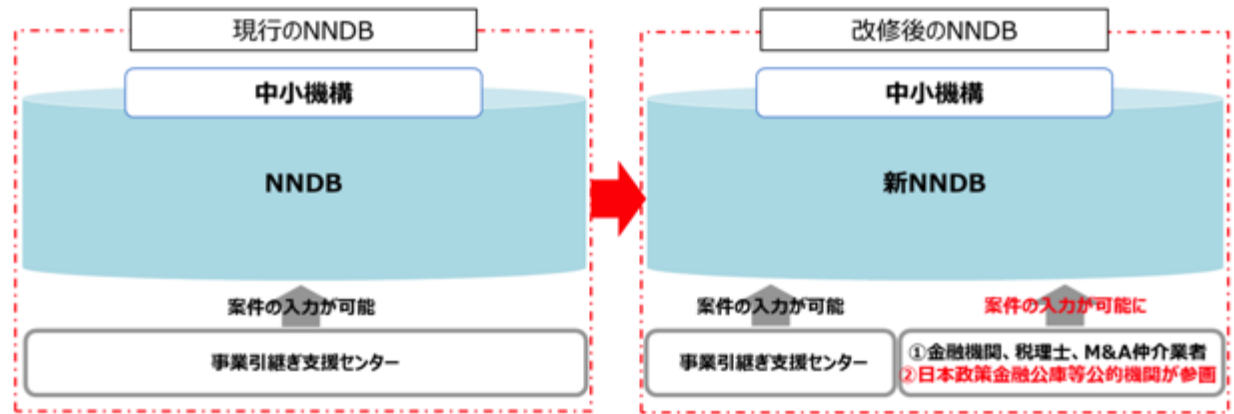 現行のNNDB
中小機構
NNDB
案件の入力が可能
事業引継ぎ支援センター
改修後のNNDB
中小機構
新NNDB
案件の入力が可能
案件の入力が可能に
事業引継ぎ支援センター
①金融機関、税理士、M&A仲介業者
②日本政策金融公庫等公的機関が参画